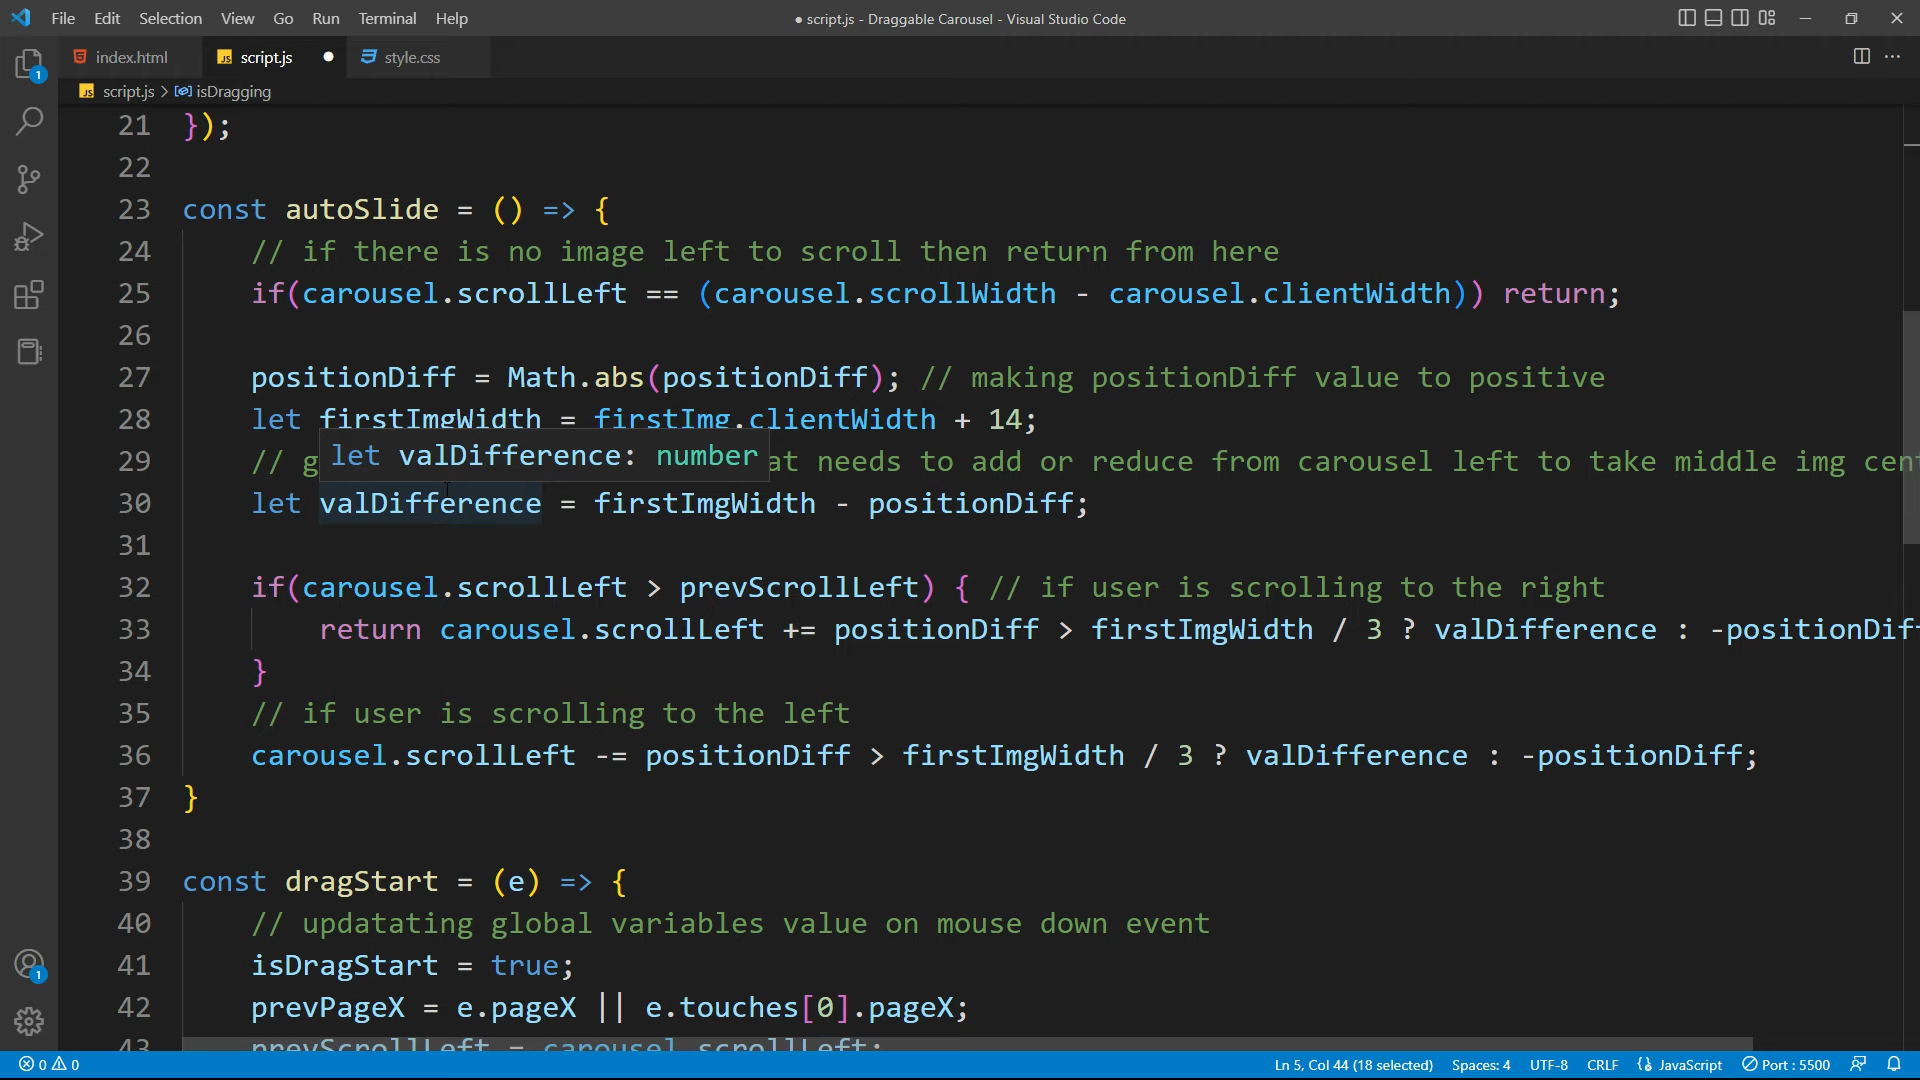 File Edit Selection View Go Run Terminal Help
● script.js - Draggable Carousel - Visual Studio Code
index.html
JS script.js ●
style.css
JS script.js > isDragging
1
21 });
22
23 const autoSlide = () => {
24 // if there is no image left to scroll then return from here
25 if(carousel.scrollLeft == (carousel.scrollWidth - carousel.clientWidth)) return;
26
27 positionDiff = Math.abs(positionDiff); // making positionDiff value to positive
28 let firstImgWidth = firstImg.clientWidth + 14;
let valDifference: number
29 // g at needs to add or reduce from carousel left to take middle img cen
30 let valDifference = firstImgWidth - positionDiff;
31
32 if(carousel.scrollLeft > prevScrollLeft) { // if user is scrolling to the right
33 return carousel.scrollLeft += positionDiff > firstImgWidth / 3 ? valDifference : -positionDif
34 }
35 // if user is scrolling to the left
36 carousel.scrollLeft -= positionDiff > firstImgWidth / 3 ? valDifference : -positionDiff;
37 }
38
39 const dragStart = (e) => {
40 // updatating global variables value on mouse down event
41 isDragStart = true;
42 prevPageX = e.pageX || e.touches[0].pageX;
43 prevScrollLeft = carousel.scrollLeft;
1
0 0 Ln 5, Col 44 (18 selected) Spaces: 4 UTF-8 CRLF {} JavaScript Port : 5500